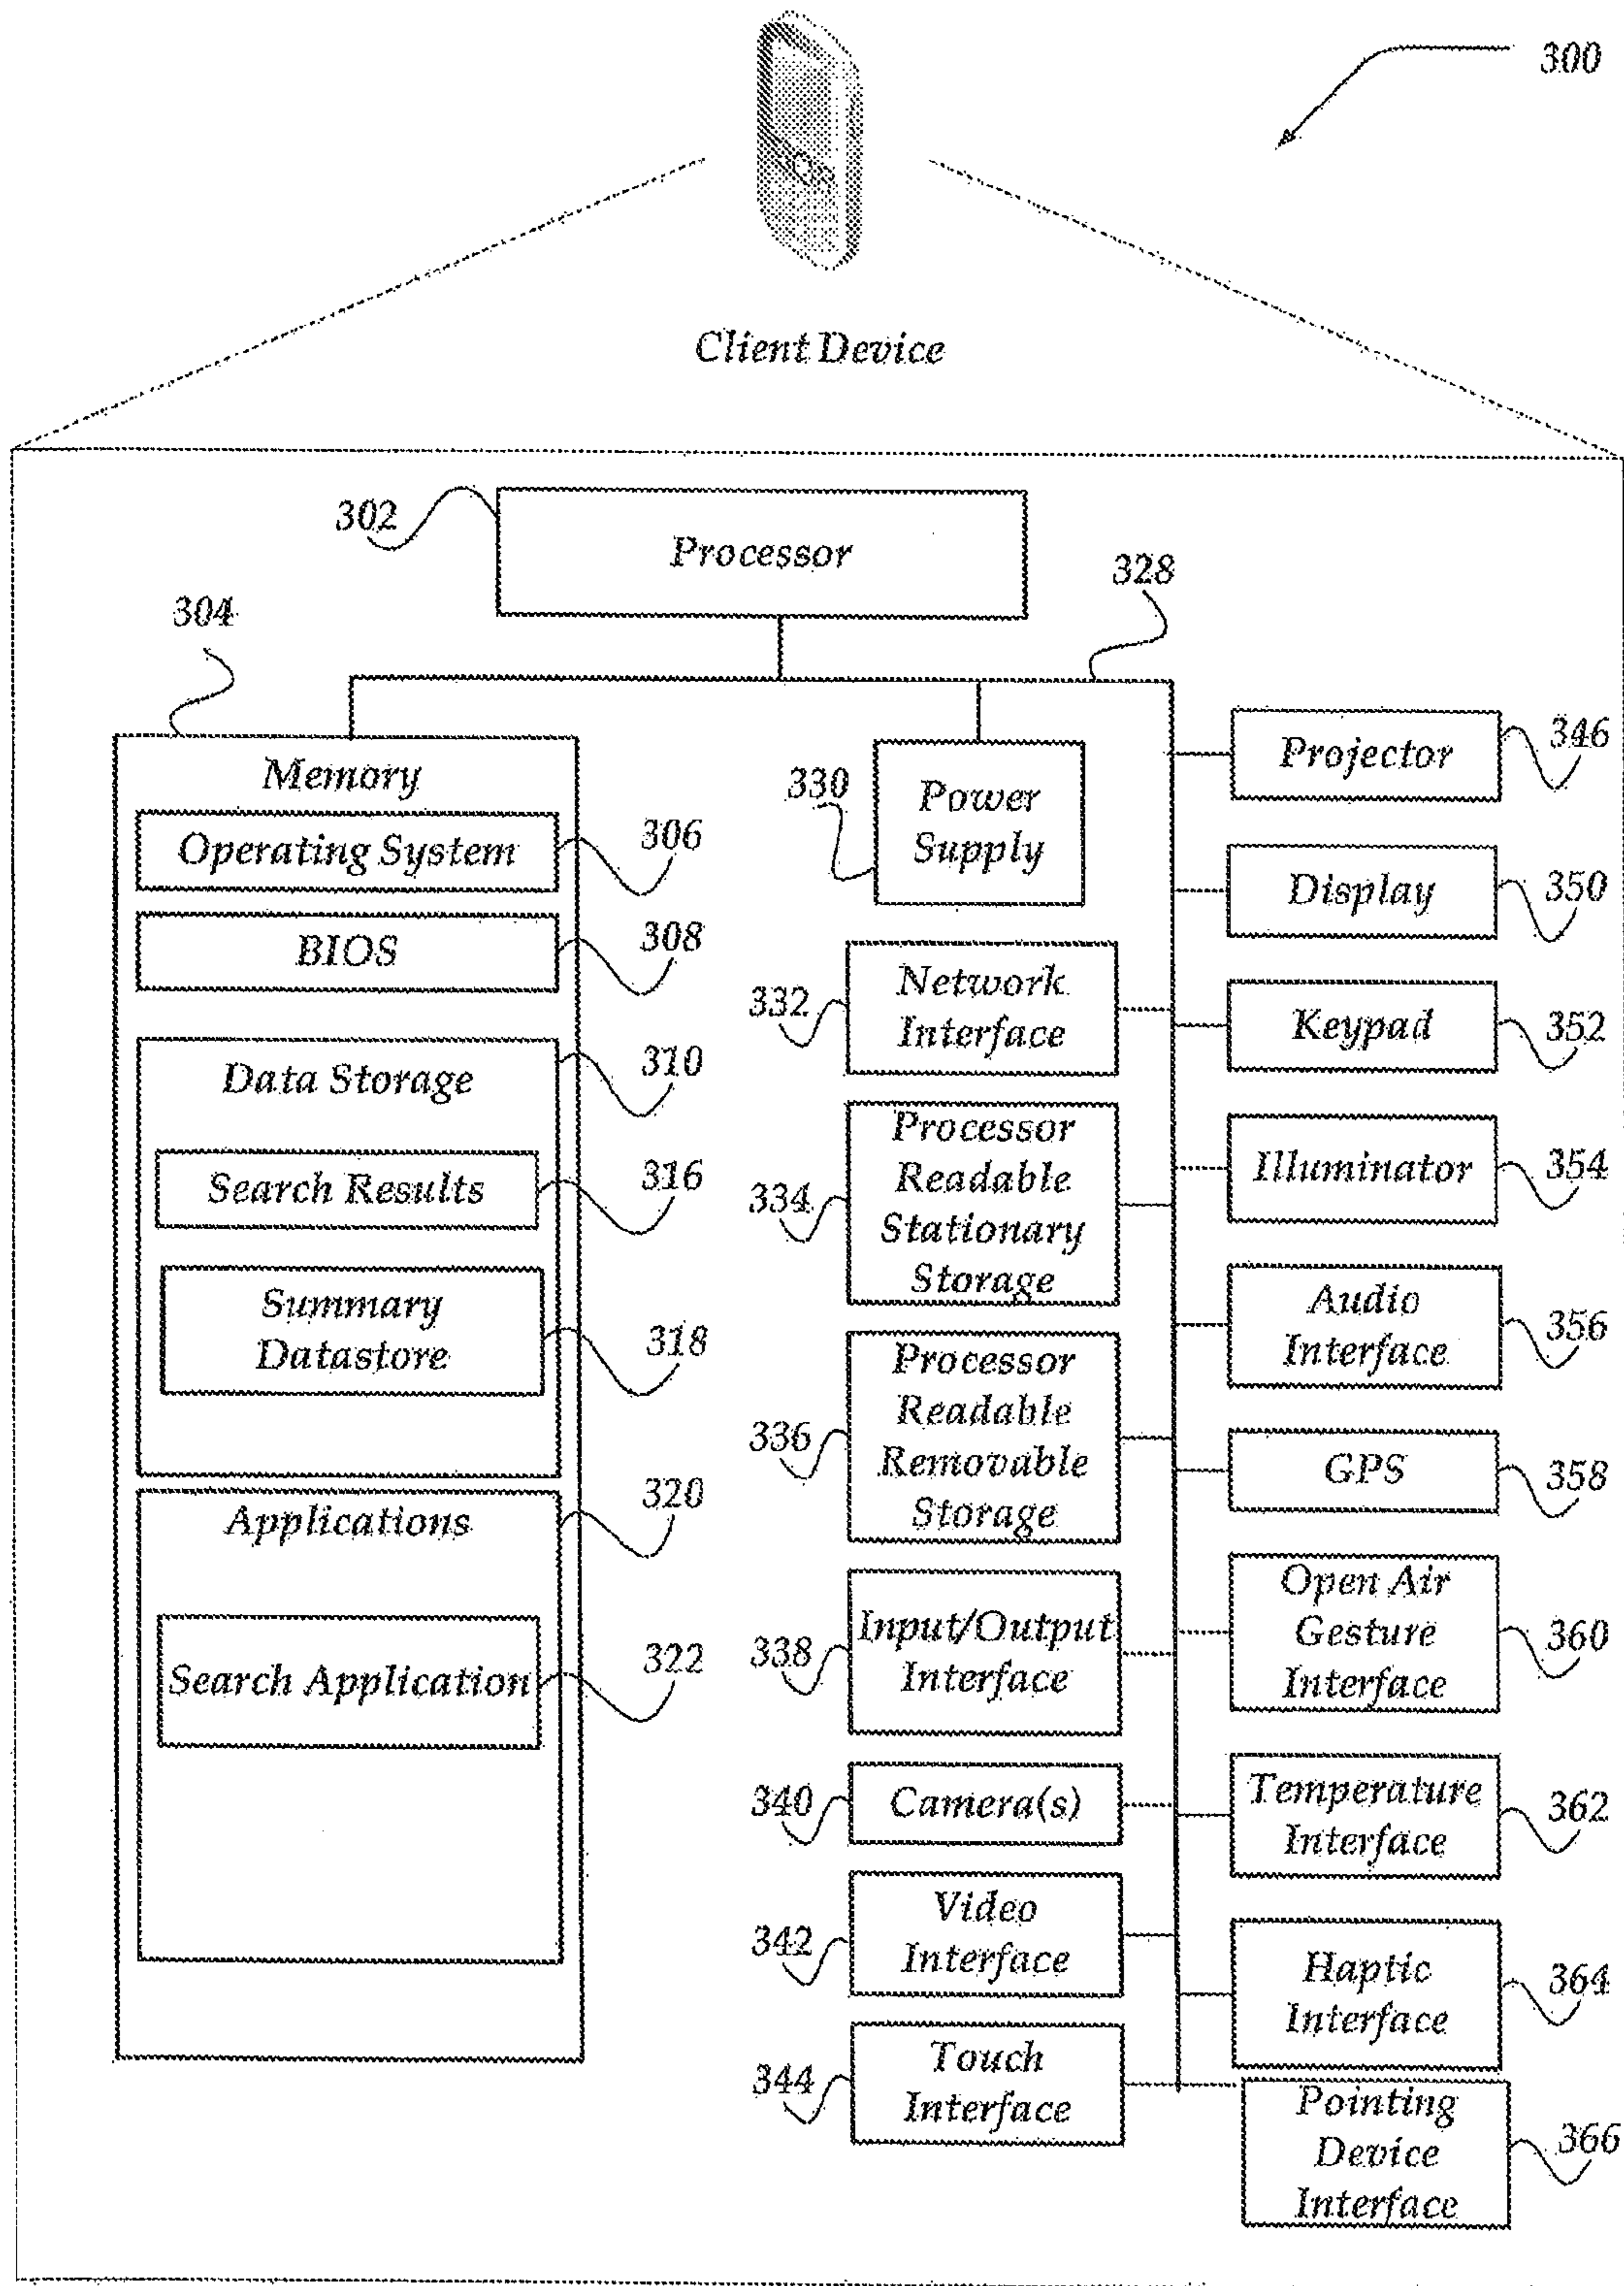 300
Client Device
302
Processor
328
304
Memory
Operating System
306
BIOS
308
Data Storage
310
Search Results
316
Summary
Datastore
318
Applications
320
Search Application
322
330
Power
Supply
332
Network
Interface
334
Processor
Readable
Stationary
Storage
336
Processor
Readable
Removable
Storage
338
Input/Output
Interface
340
Camera(s)
342
Video
Interface
344
Touch
Interface
Projector
346
Display
350
Keypad
352
Illuminator
354
Audio
Interface
356
GPS
358
Open Air
Gesture
Interface
360
Temperature
Interface
362
Haptic
Interface
364
Pointing
Device
Interface
366